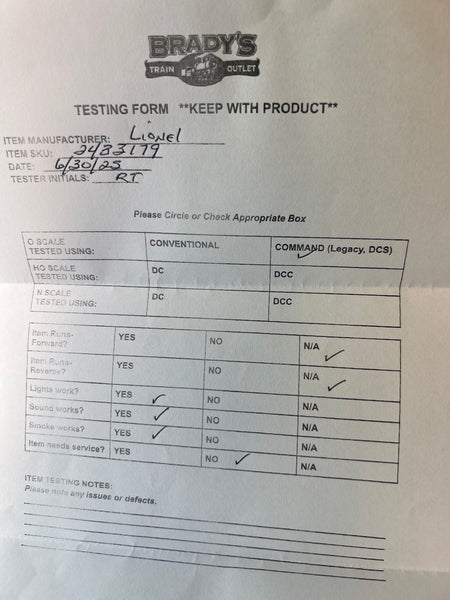 BRADY'S
TRAIN OUTLET
TESTING FORM **KEEP WITH PRODUCT**
ITEM MANUFACTURER: Lionel
ITEM SKU: 2433179
DATE: 6/30/25
TESTER INITIALS: RT
Please Circle or Check Appropriate Box
O SCALE TESTED USING: CONVENTIONAL COMMAND (Legacy, DCS) ✓
HO SCALE TESTED USING: DC DCC
N SCALE TESTED USING: DC DCC
Item Runs- Forward? YES NO N/A ✓
Item Runs- Reverse? YES NO N/A ✓
Lights work? YES ✓ NO N/A
Sound works? YES ✓ NO N/A
Smoke works? YES ✓ NO N/A
Item needs service? YES NO ✓ N/A
ITEM TESTING NOTES:
Please note any issues or defects.